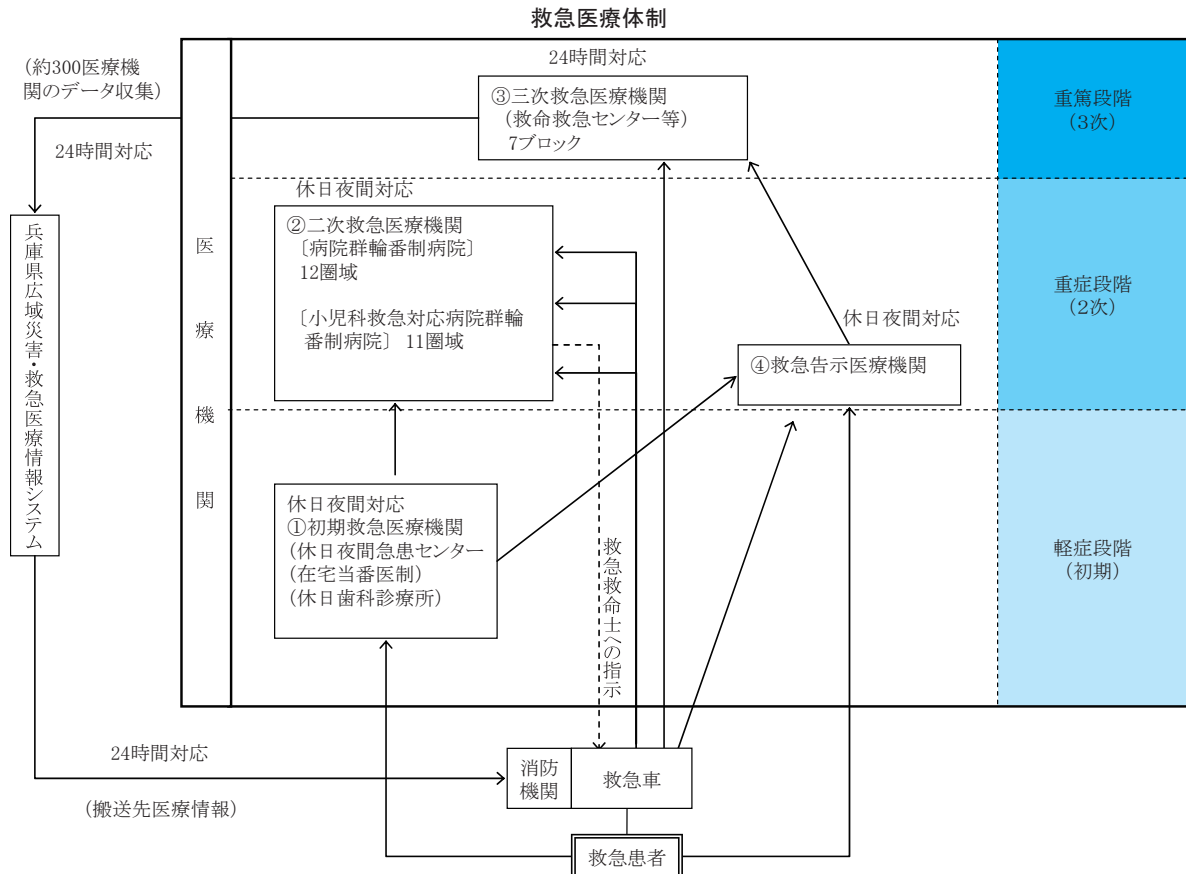 救急医療体制
(約300医療機
関のデータ収集)
24時間対応
兵庫県広域災害・救急医療情報システム
医療機関
24時間対応
③三次救急医療機関
(救命救急センター等)
7ブロック
重篤段階
(3次)
休日夜間対応
②二次救急医療機関
〔病院群輪番制病院〕
12圏域
〔小児科救急対応病院群輪
番制病院〕 11圏域
休日夜間対応
④救急告示医療機関
重症段階
(2次)
休日夜間対応
①初期救急医療機関
(休日夜間急患センター
(在宅当番医制)
(休日歯科診療所)
救急救命士への指示
軽症段階
(初期)
24時間対応
(搬送先医療情報)
消防
機関
救急車
救急患者